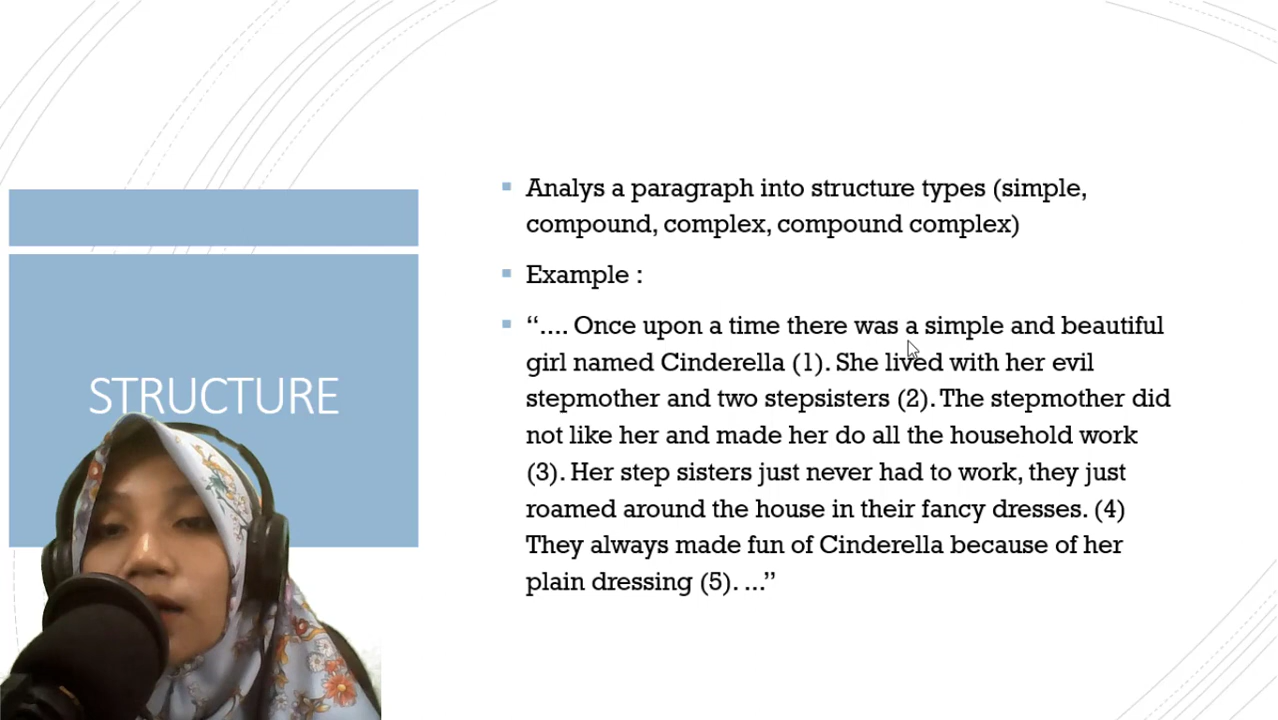 STRUCTURE
Analys a paragraph into structure types (simple,
compound, complex, compound complex)
Example :
“.... Once upon a time there was a simple and beautiful
girl named Cinderella (1). She lived with her evil
stepmother and two stepsisters (2). The stepmother did
not like her and made her do all the household work
(3). Her step sisters just never had to work, they just
roamed around the house in their fancy dresses. (4)
They always made fun of Cinderella because of her
plain dressing (5). ...”